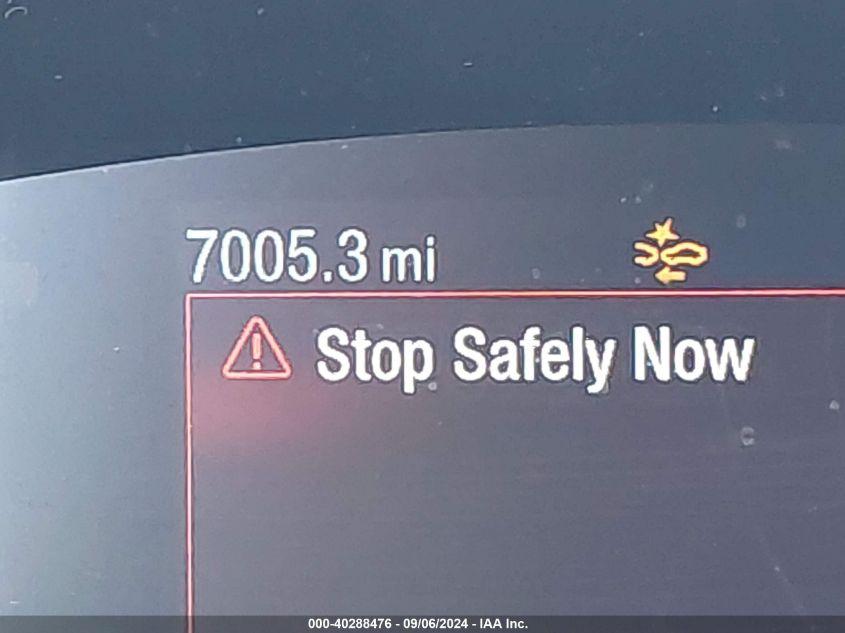 7005.3 mi
Stop Safely Now
000-40288476 - 09/06/2024 - IAA Inc.